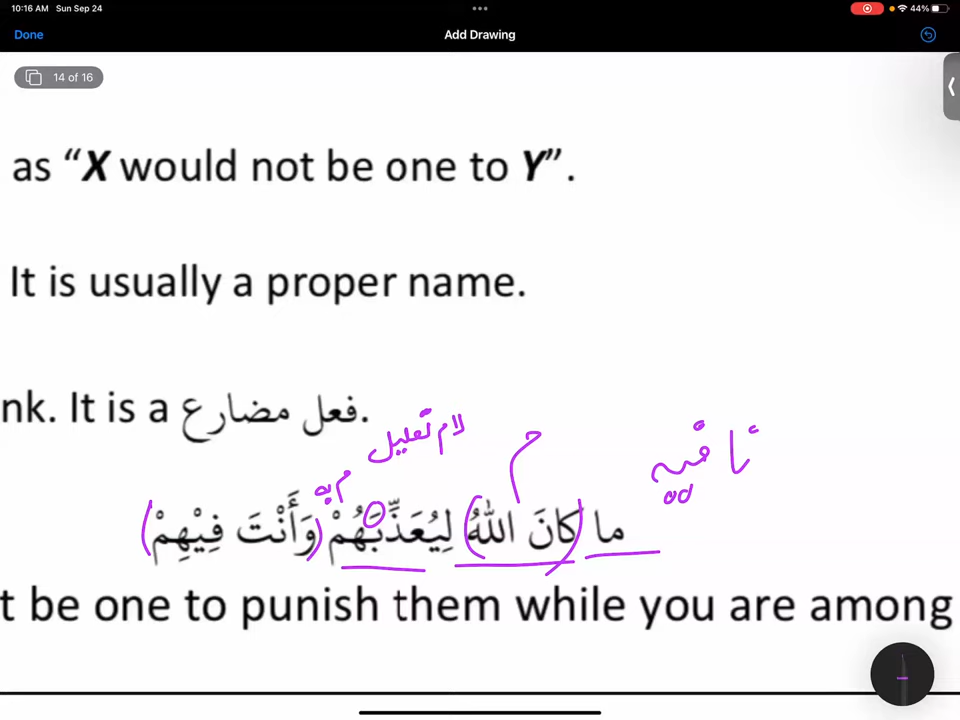 10:16 AM Sun Sep 24
44%
Done
Add Drawing
14 of 16
as “X would not be one to Y”.
It is usually a proper name.
nk. It is a فعل مضارع.
لام تعليل
نافية
م به
م
ما (كَانَ اللهُ) لِيُعَذِّبَهُمْ (وَأَنْتَ فِيْهِمْ)
t be one to punish them while you are among